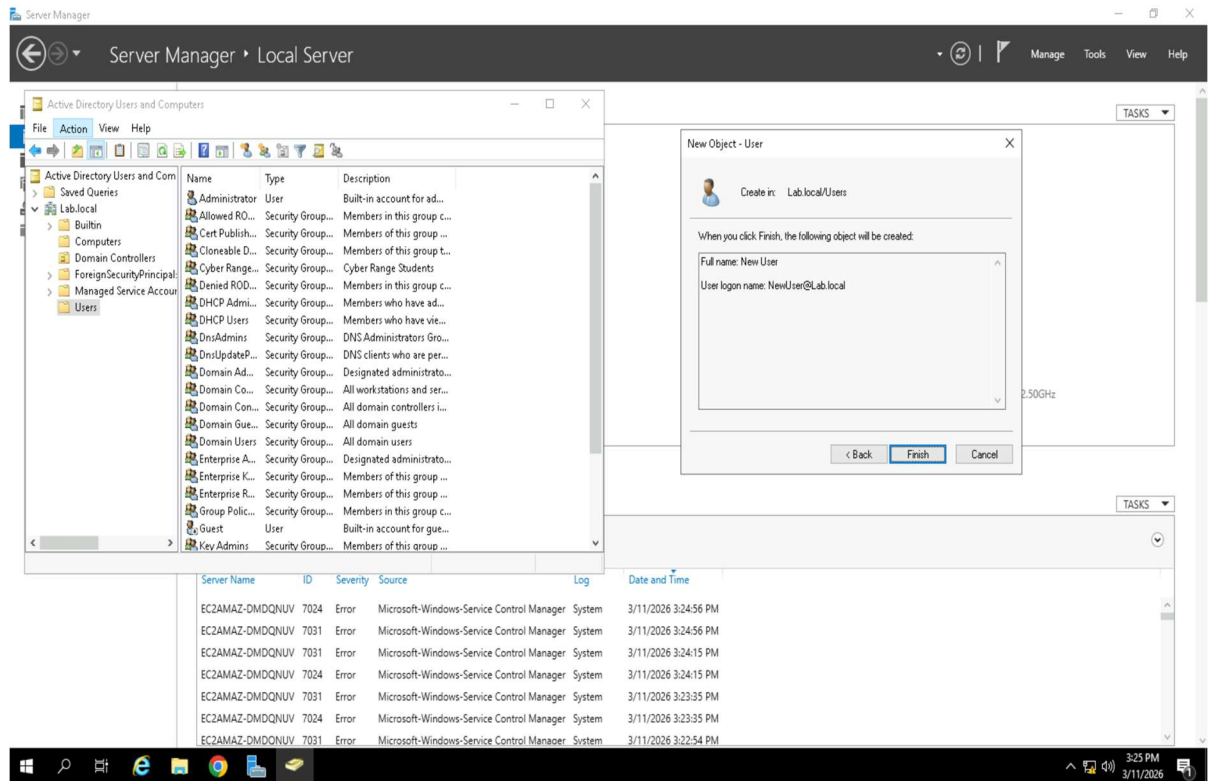 Server Manager
Server Manager • Local Server
Manage Tools View Help
TASKS
Active Directory Users and Computers
File Action View Help
Active Directory Users and Com
Saved Queries
Lab.local
Builtin
Computers
Domain Controllers
ForeignSecurityPrincipal:
Managed Service Accour
Users
Name Type Description
Administrator User Built-in account for ad...
Allowed RO... Security Group... Members in this group c...
Cert Publish... Security Group... Members of this group ...
Cloneable D... Security Group... Members of this group t...
Cyber Range... Security Group... Cyber Range Students
Denied ROD... Security Group... Members in this group c...
DHCP Admi... Security Group... Members who have ad...
DHCP Users Security Group... Members who have vie...
DnsAdmins Security Group... DNS Administrators Gro...
DnsUpdateP... Security Group... DNS clients who are per...
Domain Ad... Security Group... Designated administrato...
Domain Co... Security Group... All workstations and ser...
Domain Con... Security Group... All domain controllers i...
Domain Gue... Security Group... All domain guests
Domain Users Security Group... All domain users
Enterprise A... Security Group... Designated administrato...
Enterprise K... Security Group... Members of this group ...
Enterprise R... Security Group... Members of this group ...
Group Polic... Security Group... Members in this group c...
Guest User Built-in account for gue...
Key Admins Security Group... Members of this group ...
New Object - User
Create in: Lab.local/Users
When you click Finish, the following object will be created:
Full name: New User
User logon name: NewUser@Lab.local
< Back Finish Cancel
2.50GHz
TASKS
Server Name ID Severity Source Log Date and Time
EC2AMAZ-DMDQNUV 7024 Error Microsoft-Windows-Service Control Manager System 3/11/2026 3:24:56 PM
EC2AMAZ-DMDQNUV 7031 Error Microsoft-Windows-Service Control Manager System 3/11/2026 3:24:56 PM
EC2AMAZ-DMDQNUV 7031 Error Microsoft-Windows-Service Control Manager System 3/11/2026 3:24:15 PM
EC2AMAZ-DMDQNUV 7024 Error Microsoft-Windows-Service Control Manager System 3/11/2026 3:24:15 PM
EC2AMAZ-DMDQNUV 7031 Error Microsoft-Windows-Service Control Manager System 3/11/2026 3:23:35 PM
EC2AMAZ-DMDQNUV 7024 Error Microsoft-Windows-Service Control Manager System 3/11/2026 3:23:35 PM
EC2AMAZ-DMDQNUV 7031 Error Microsoft-Windows-Service Control Manager System 3/11/2026 3:22:54 PM
3:25 PM
3/11/2026